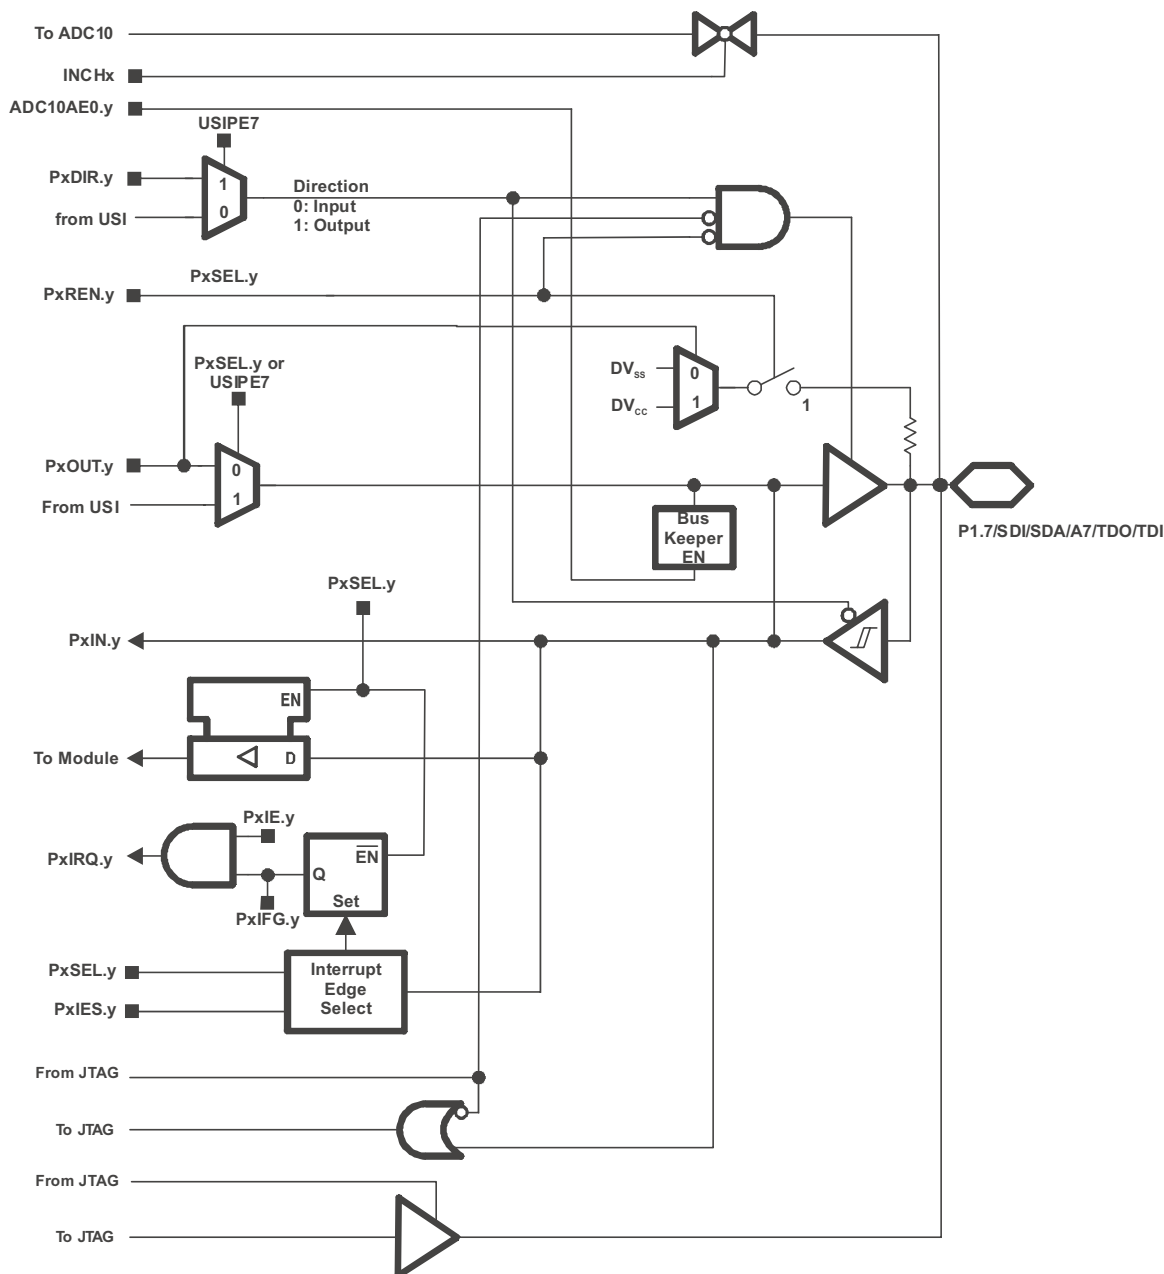 To ADC10
INCHx
ADC10AE0.y
USIPE7
PxDIR.y
1
from USI
0
Direction
0: Input
1: Output
PxSEL.y
PxREN.y
PxSEL.y or
USIPE7
DVss
0
DVcc
1
1
PxOUT.y
0
From USI
1
Bus
Keeper
EN
P1.7/SDI/SDA/A7/TDO/TDI
PxSEL.y
PxIN.y
EN
To Module
D
PxIE.y
PxIRQ.y
EN
Q
Set
PxIFG.y
PxSEL.y
PxIES.y
Interrupt
Edge
Select
From JTAG
To JTAG
From JTAG
To JTAG